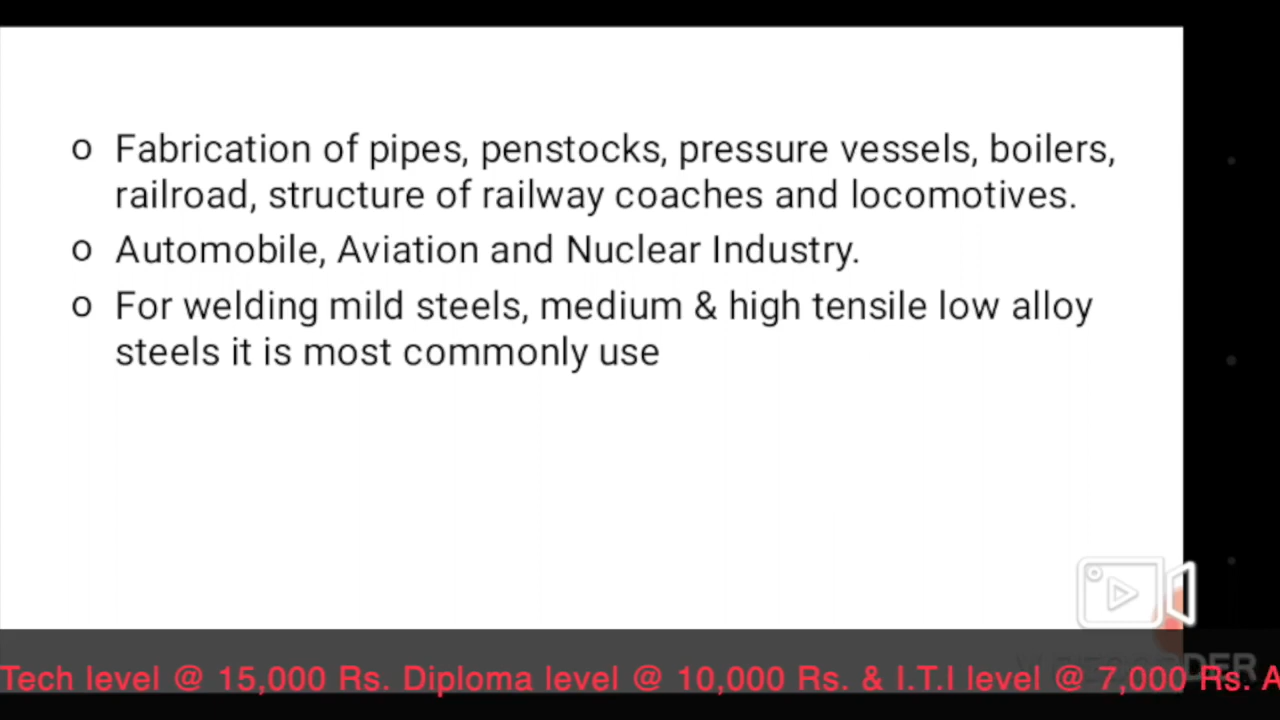 o Fabrication of pipes, penstocks, pressure vessels, boilers,
railroad, structure of railway coaches and locomotives.
o Automobile, Aviation and Nuclear Industry.
o For welding mild steels, medium & high tensile low alloy
steels it is most commonly use
Tech level @ 15,000 Rs. Diploma level @ 10,000 Rs. & I.T.I level @ 7,000 Rs. A